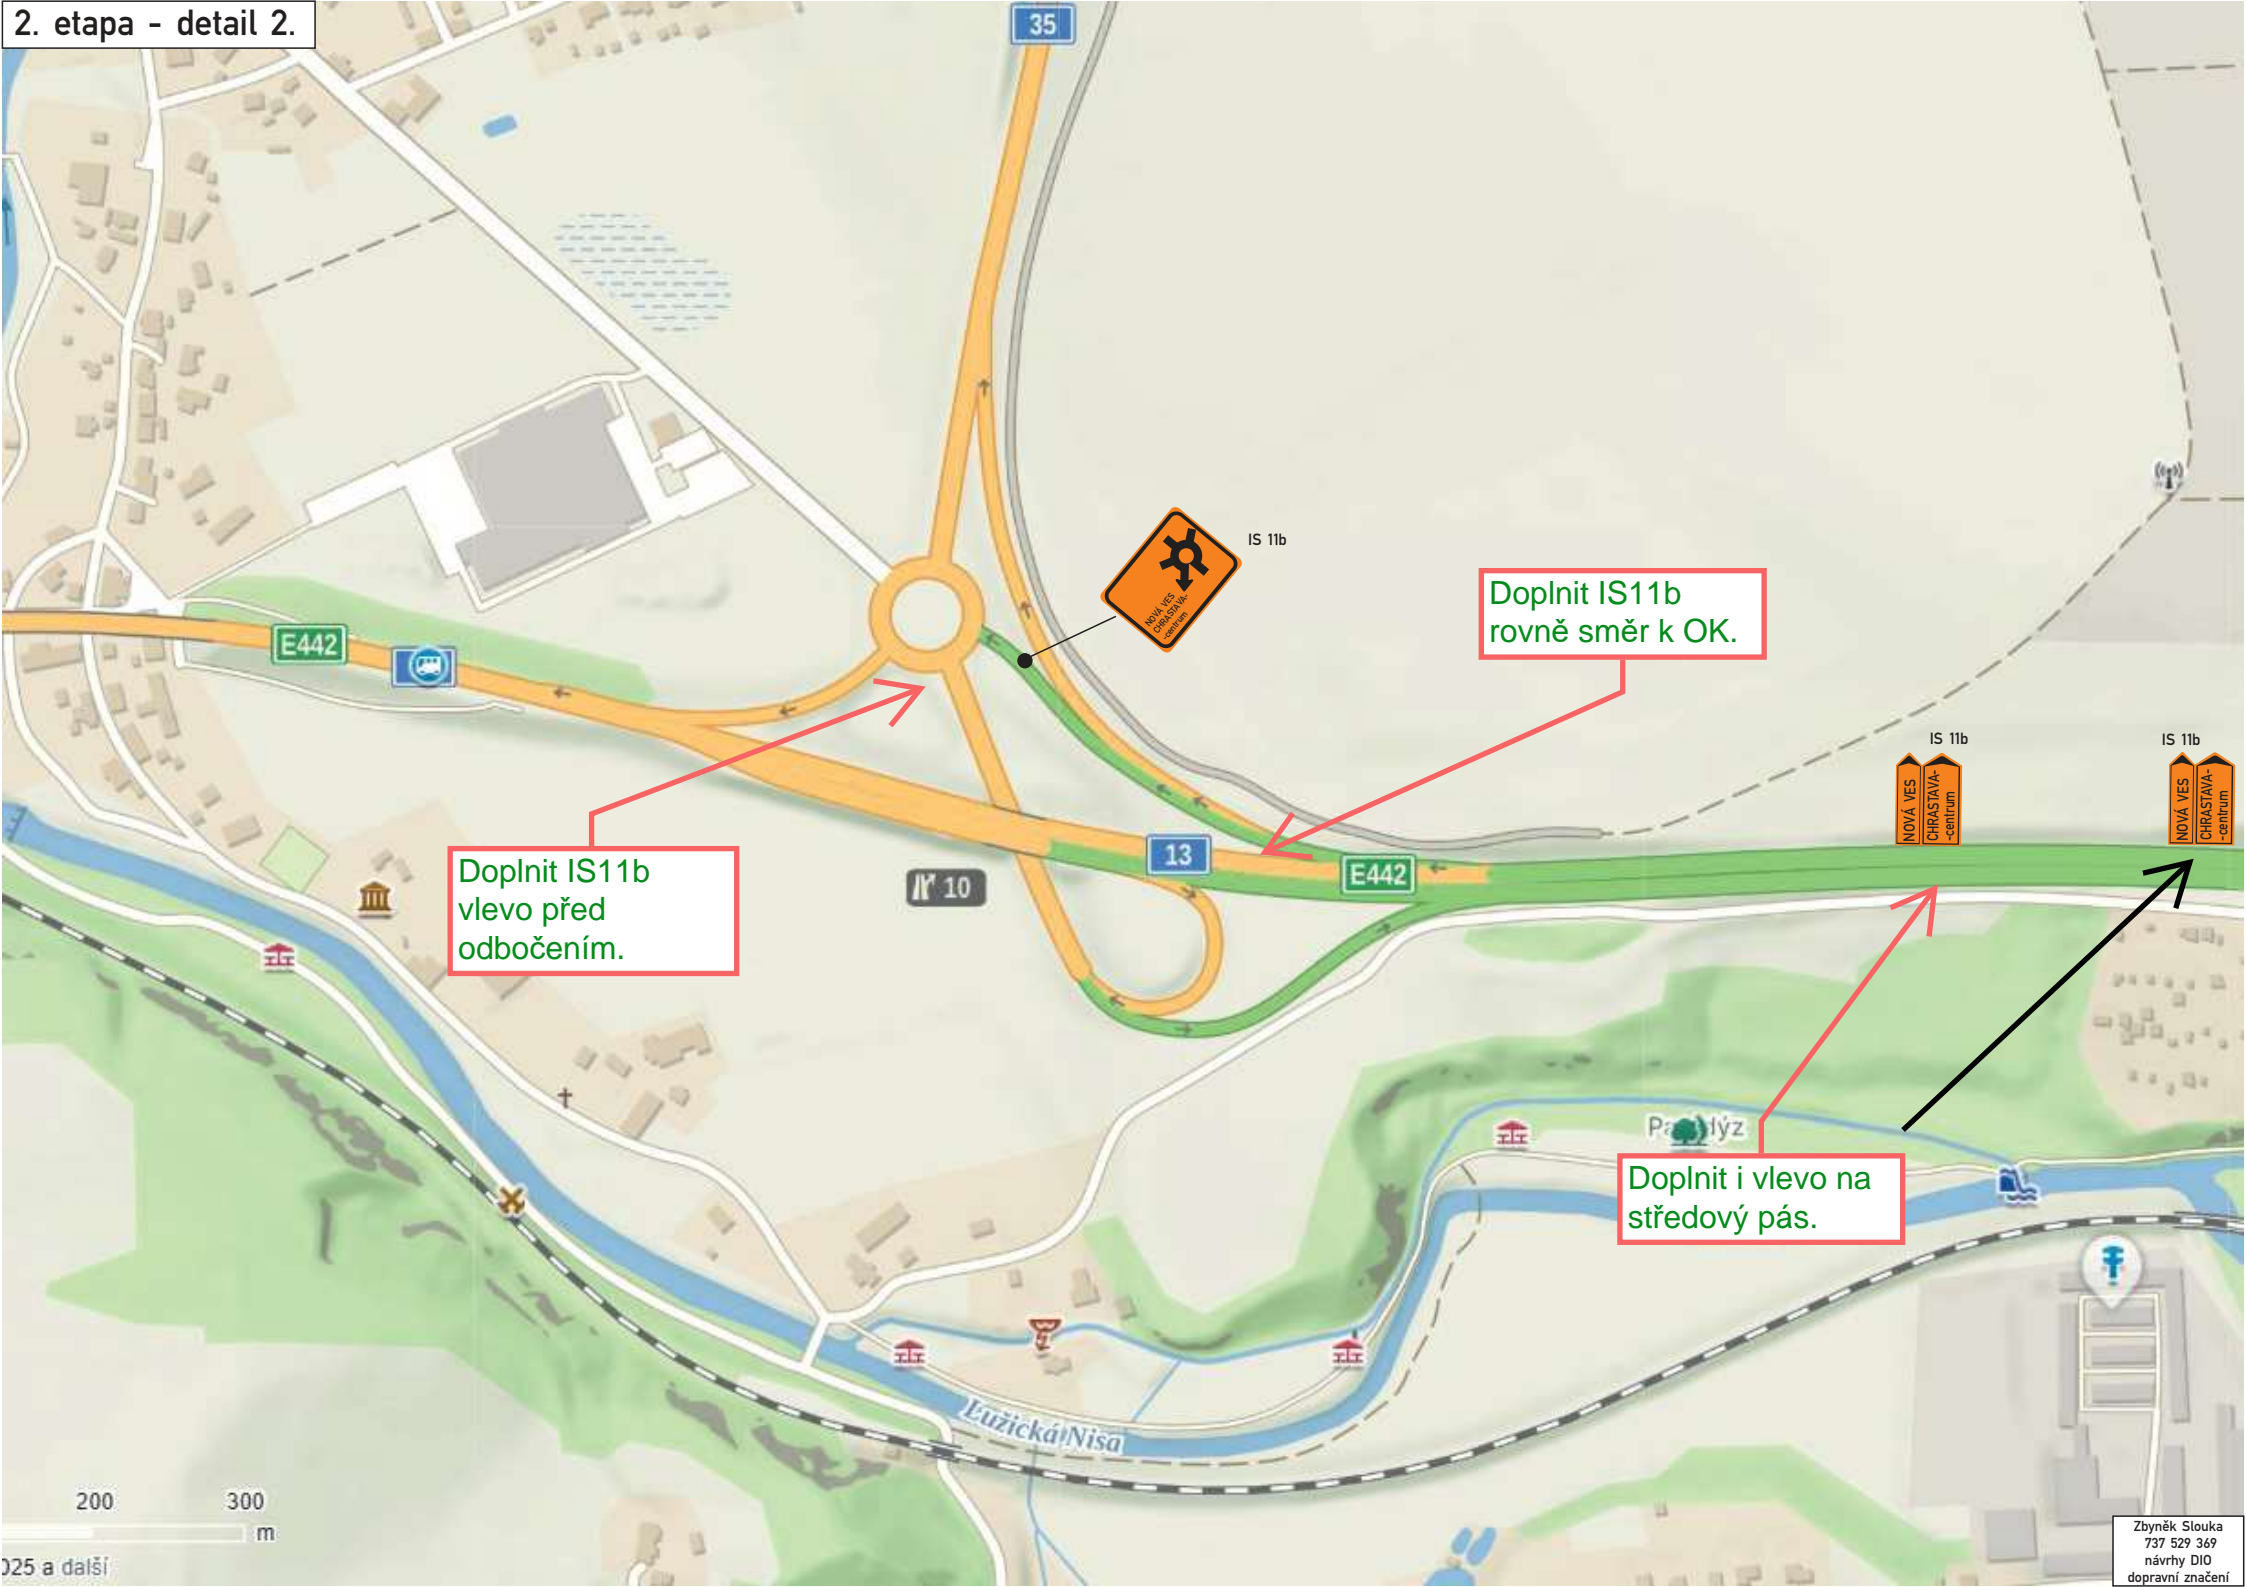 2. etapa - detail 2.
35
IS 11b
NOVÁ VES
CHRASTAVA-
-centrum
Doplnit IS11b
rovně směr k OK.
E442
IS 11b
NOVÁ VES
CHRASTAVA-
-centrum
IS 11b
NOVÁ VES
CHRASTAVA-
-centrum
13
E442
10
Doplnit IS11b
vlevo před
odbočením.
Doplnit i vlevo na
středový pás.
Lužická Nisa
200 300
m
025 a další
Zbyněk Slouka
737 529 369
návrhy DIO
dopravní značení